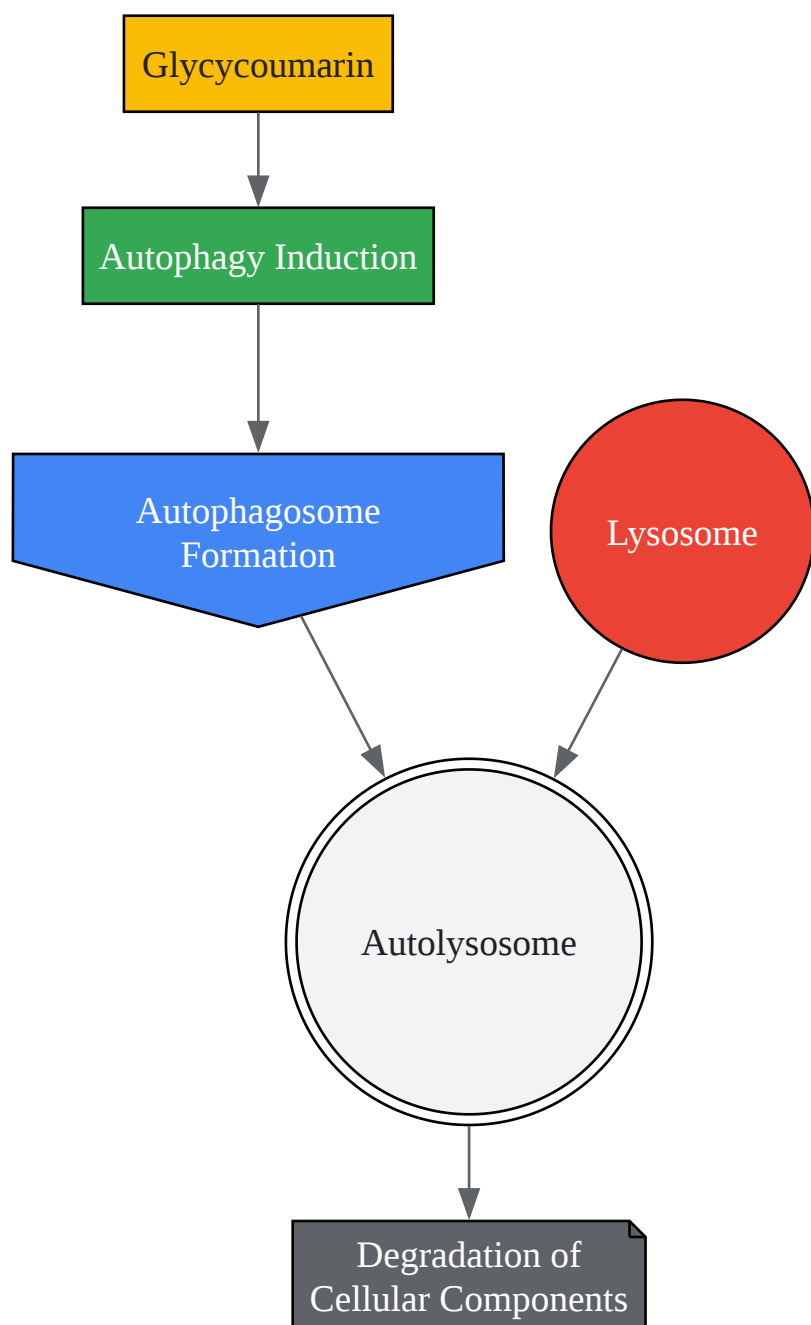 Glycycoumarin
Autophagy Induction
Autophagosome
Formation
Lysosome
Autolysosome
Degradation of
Cellular Components